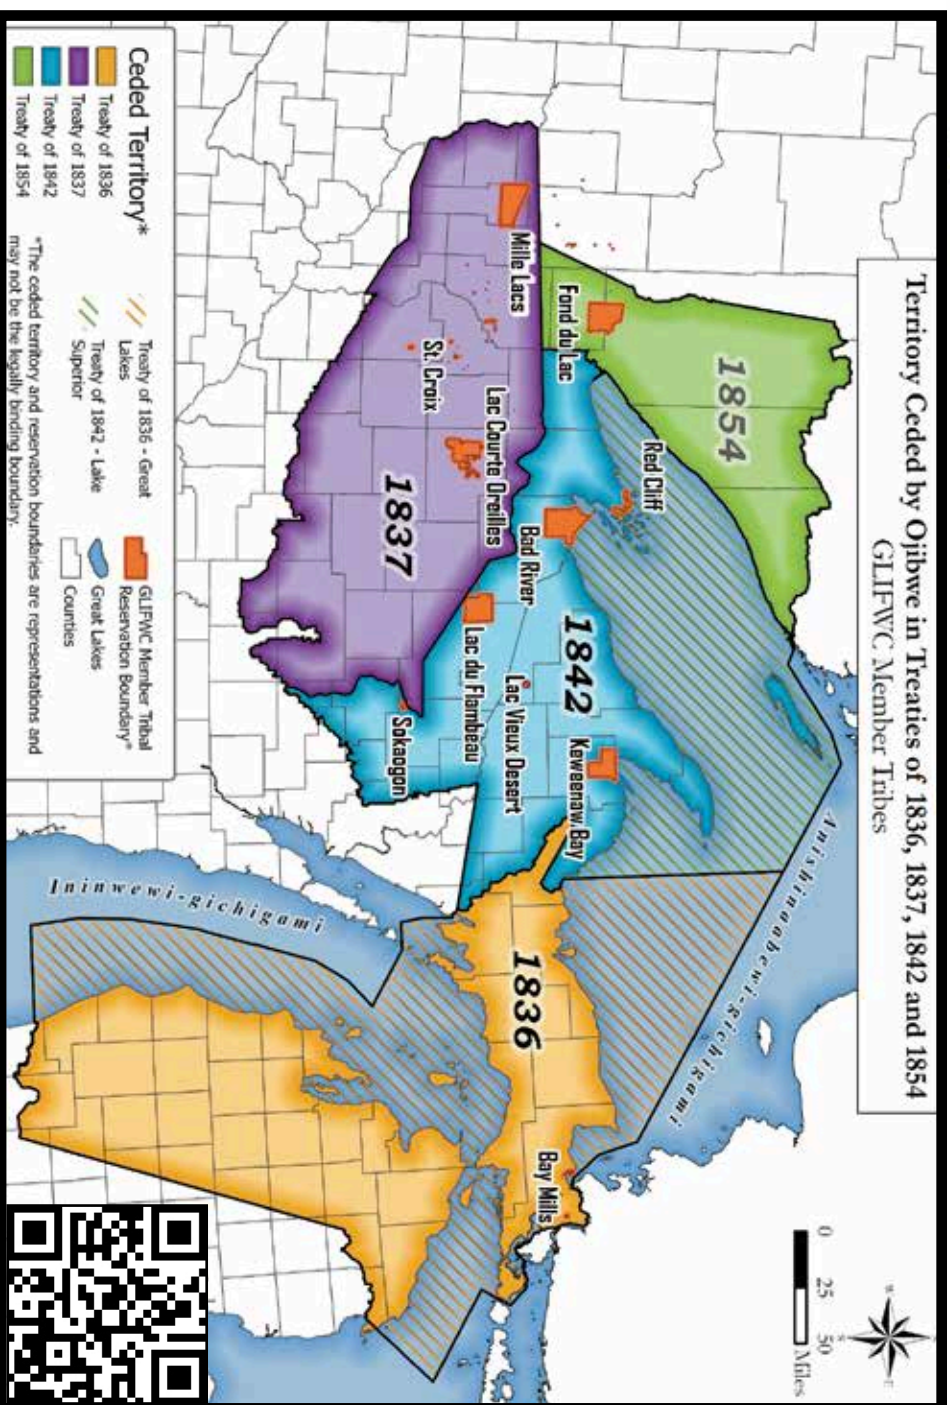 Territory Ceded by Ojibwe in Treaties of 1836, 1837, 1842 and 1854
GLIFWC Member Tribes
N
W
E
S
0 25 50
Miles
Anishinaabewi-gichigami
1854
Red Cliff
Fond du Lac
Mille Lacs
St. Croix
Lac Courte Oreilles
Bad River
1842
1837
Keweenaw Bay
Lac Vieux Desert
Lac du Flambeau
Sokaogon
1836
Bay Mills
Ininwewi-gichigami
Ceded Territory*
Treaty of 1836
Treaty of 1837
Treaty of 1842
Treaty of 1854
Treaty of 1836 - Great
Lakes
Treaty of 1842 - Lake
Superior
GLIFWC Member Tribal
Reservation Boundary*
Great Lakes
Counties
*The ceded territory and reservation boundaries are representations and
may not be the legally binding boundary.